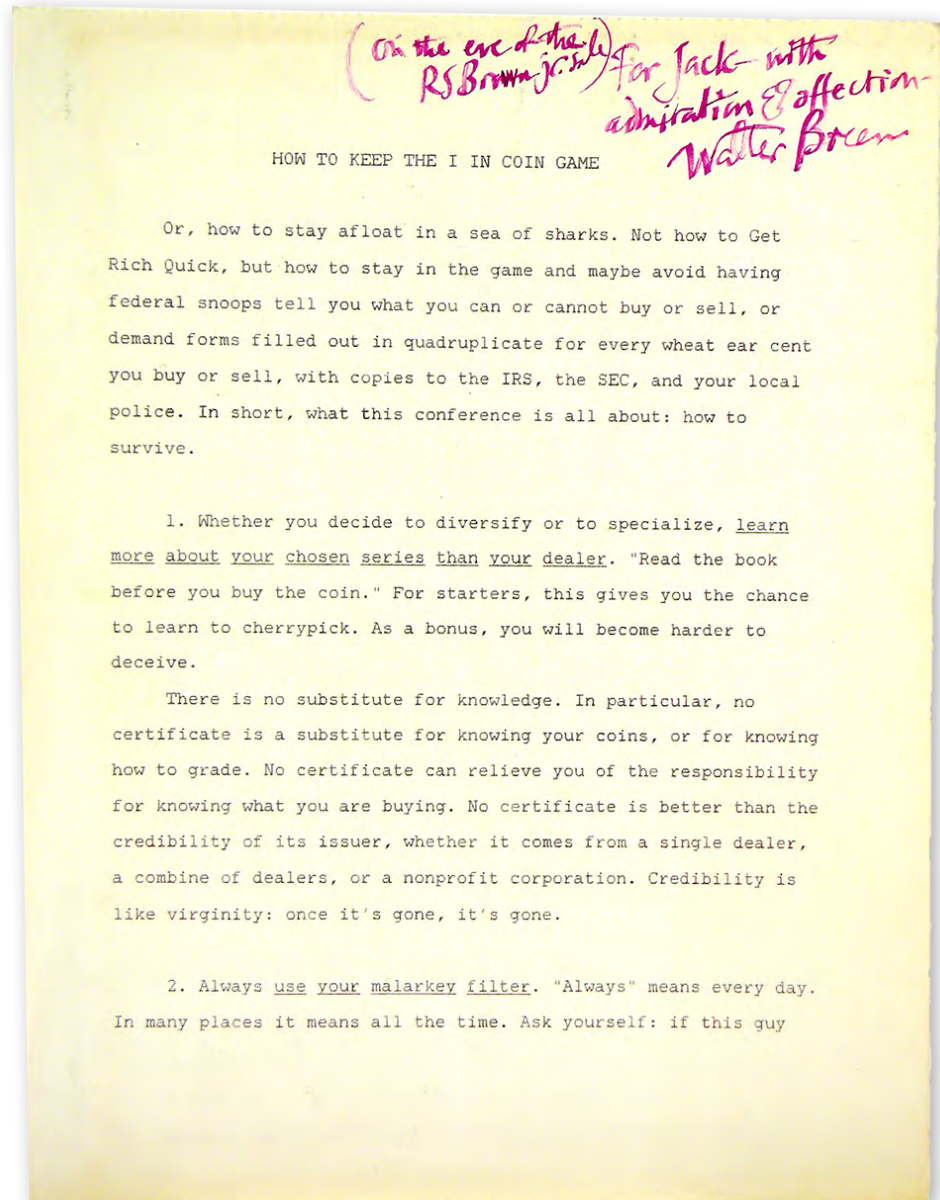 (On the eve of the
RS Brown Jr. Sale)
For Jack— with
admiration & affection—
Walter Breen
HOW TO KEEP THE I IN COIN GAME
Or, how to stay afloat in a sea of sharks. Not how to Get
Rich Quick, but how to stay in the game and maybe avoid having
federal snoops tell you what you can or cannot buy or sell, or
demand forms filled out in quadruplicate for every wheat ear cent
you buy or sell, with copies to the IRS, the SEC, and your local
police. In short, what this conference is all about: how to
survive.
1. Whether you decide to diversify or to specialize, learn
more about your chosen series than your dealer. "Read the book
before you buy the coin." For starters, this gives you the chance
to learn to cherrypick. As a bonus, you will become harder to
deceive.
There is no substitute for knowledge. In particular, no
certificate is a substitute for knowing your coins, or for knowing
how to grade. No certificate can relieve you of the responsibility
for knowing what you are buying. No certificate is better than the
credibility of its issuer, whether it comes from a single dealer,
a combine of dealers, or a nonprofit corporation. Credibility is
like virginity: once it's gone, it's gone.
2. Always use your malarkey filter. "Always" means every day.
In many places it means all the time. Ask yourself: if this guy